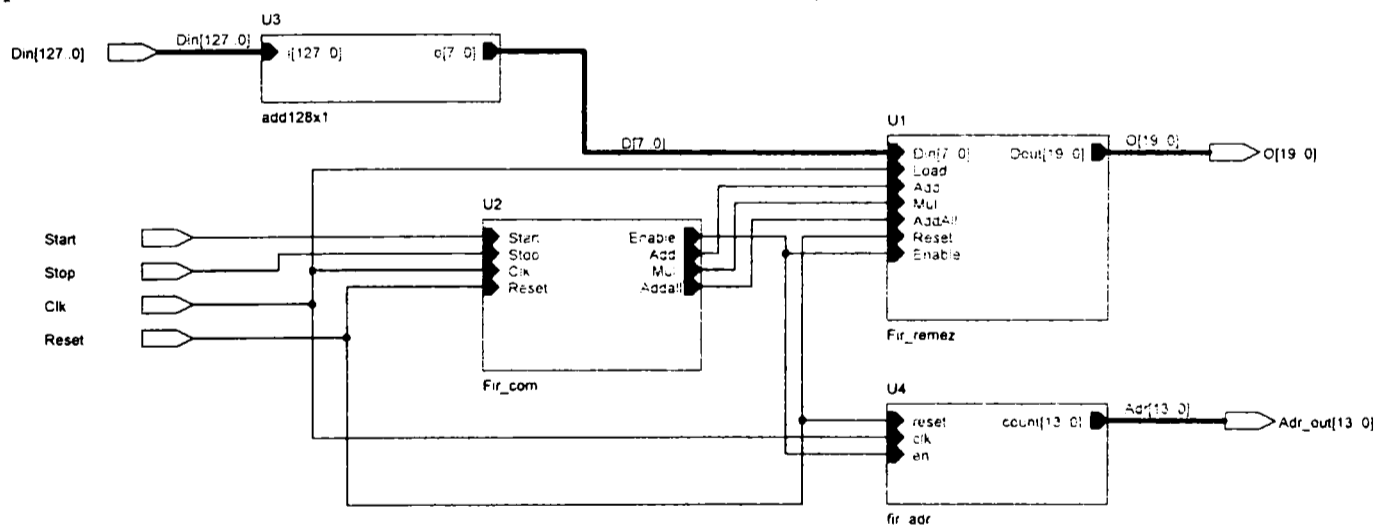 U3
Din[127..0]
Din[127..0]
i[127 0]
o[7 0]
add128x1
D[7 0]
U1
Din[7 0]
Dout[19 0]
O[19 0]
O[19 0]
Load
Add
Mul
AddAll
Reset
Enable
Fir_remez
U2
Start
Stop
Clk
Reset
Start
Stop
Clk
Reset
Enable
Add
Mul
Addall
Fir_com
U4
reset
clk
en
count[13 0]
Adr[13 0]
Adr_out[13 0]
fir_adr